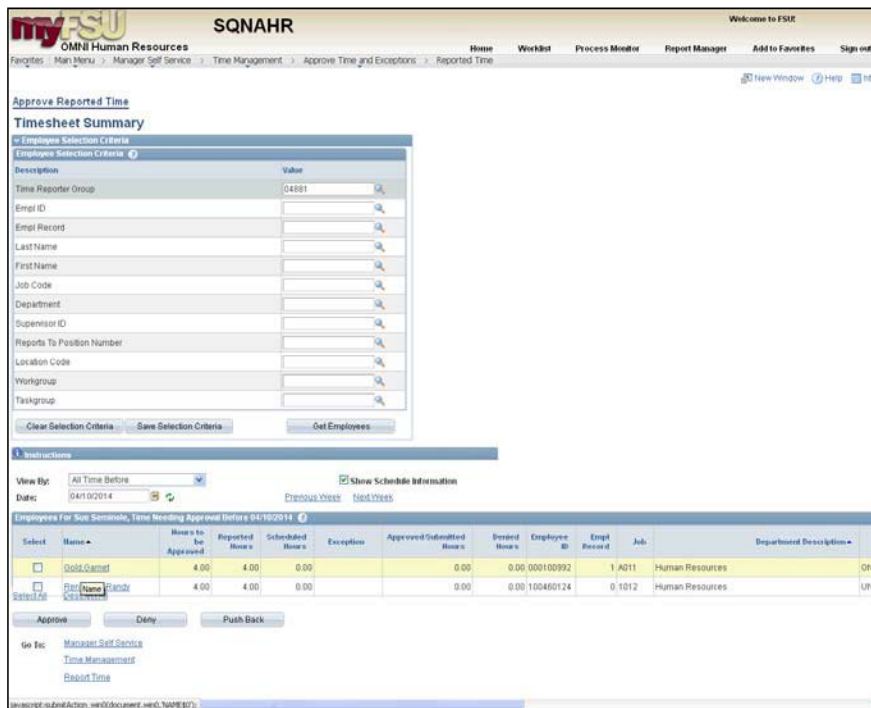 myFSU SQNAHR Welcome to FSU!
OMNI Human Resources Home Worklist Process Monitor Report Manager Add to Favorites Sign out
Favorites Main Menu > Manager Self Service > Time Management > Approve Time and Exceptions > Reported Time
New Window Help
Approve Reported Time
Timesheet Summary
Employee Selection Criteria
Employee Selection Criteria
Description Value
Time Reporter Group 04881
Empl ID
Empl Record
Last Name
First Name
Job Code
Department
Supervisor ID
Reports To Position Number
Location Code
Workgroup
Taskgroup
Clear Selection Criteria Save Selection Criteria Get Employees
Instructions
View By: All Time Before Show Schedule Information
Date: 04/10/2014 Previous Week Next Week
Employees For Sue Seminole, Time Needing Approval Before 04/10/2014
Select Name Hours to be Approved Reported Hours Scheduled Hours Exception Approved/Submitted Hours Denied Hours Employee ID Empl Record Job Department Description
Gold,Garnet 4.00 4.00 0.00 0.00 0.00 000100992 1 A011 Human Resources
Name Randy 4.00 4.00 0.00 0.00 0.00 100460124 0 1012 Human Resources
Select All
Approve Deny Push Back
Go To: Manager Self Service
Time Management
Report Time